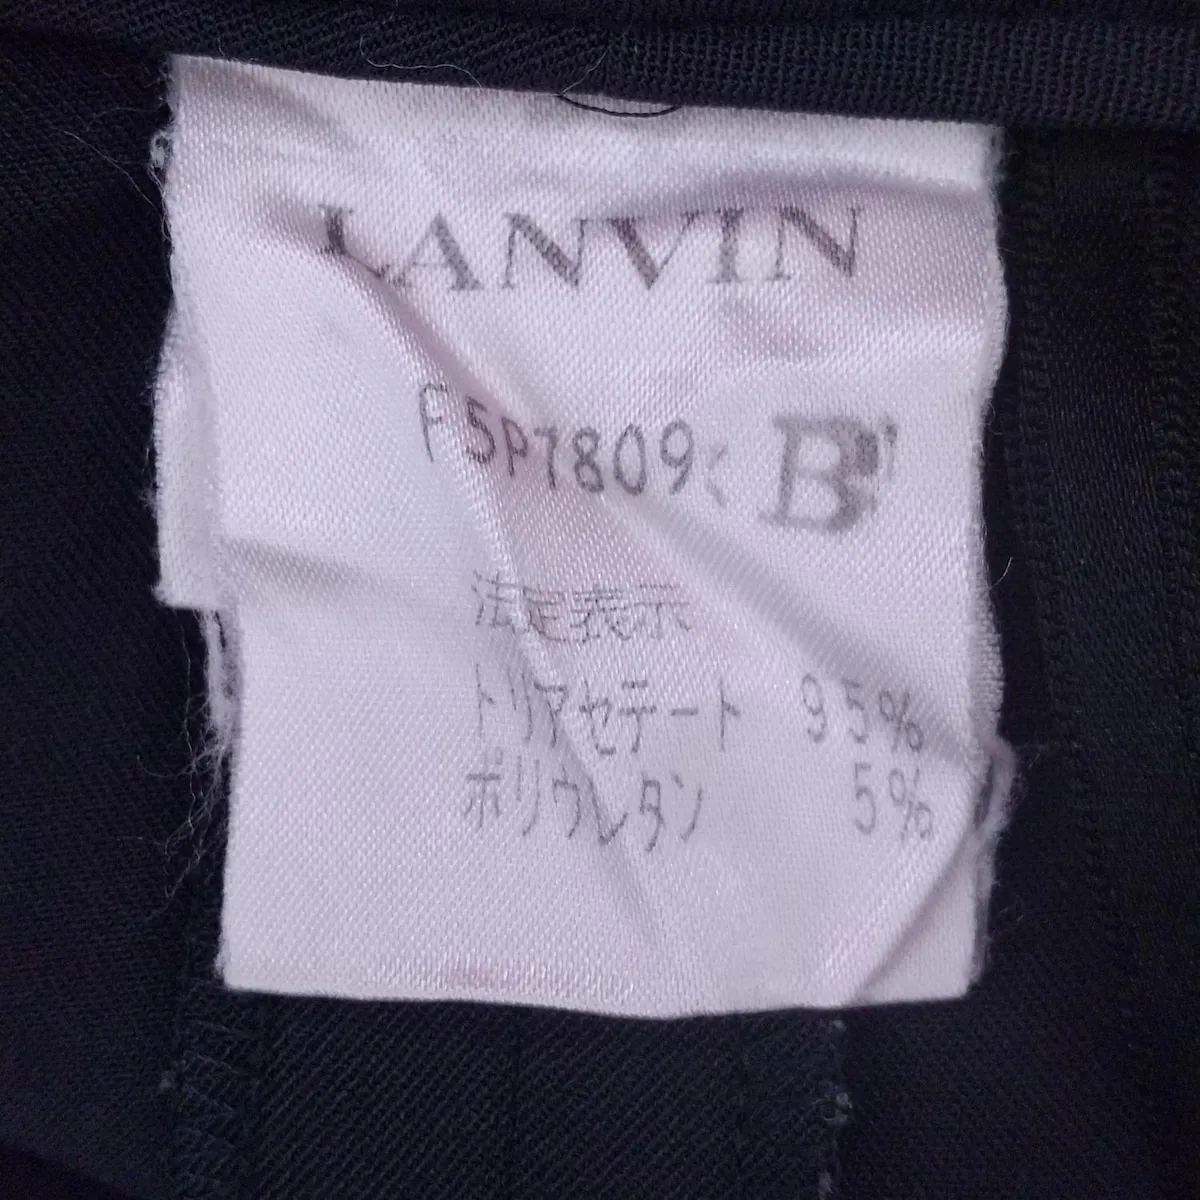 LANVIN
F5P7809
B
法定表示
トリアセテート 95%
ポリウレタン 5%